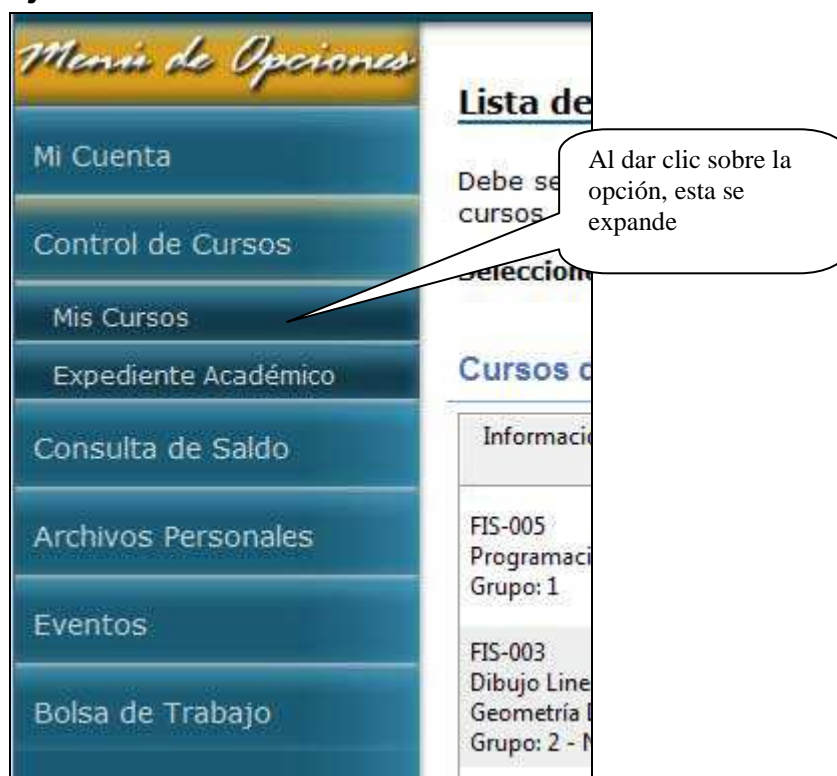 Menú de Opciones
Mi Cuenta
Control de Cursos
Mis Cursos
Expediente Académico
Consulta de Saldo
Archivos Personales
Eventos
Bolsa de Trabajo
Lista de
Debe se
cursos
Seleccion
Al dar clic sobre la
opción, esta se
expande
Cursos
Informaci
FIS-005
Programaci
Grupo: 1
FIS-003
Dibujo Line
Geometría
Grupo: 2 -